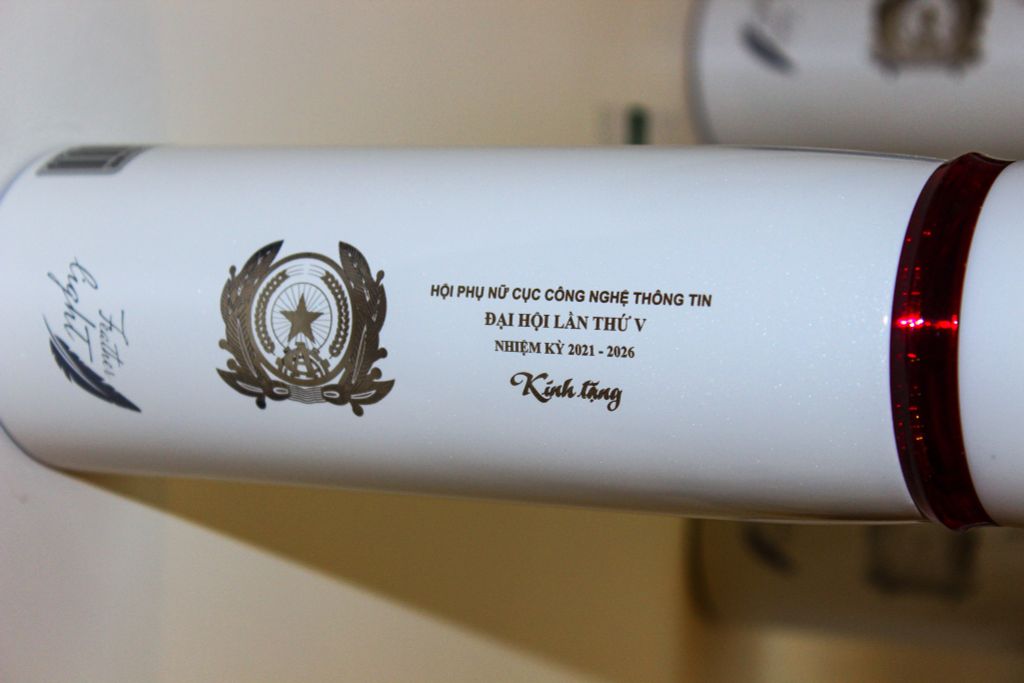 HỘI PHỤ NỮ CỤC CÔNG NGHỆ THÔNG TIN
ĐẠI HỘI LẦN THỨ V
NHIỆM KỲ 2021 - 2026
Kính tặng
Feather
light